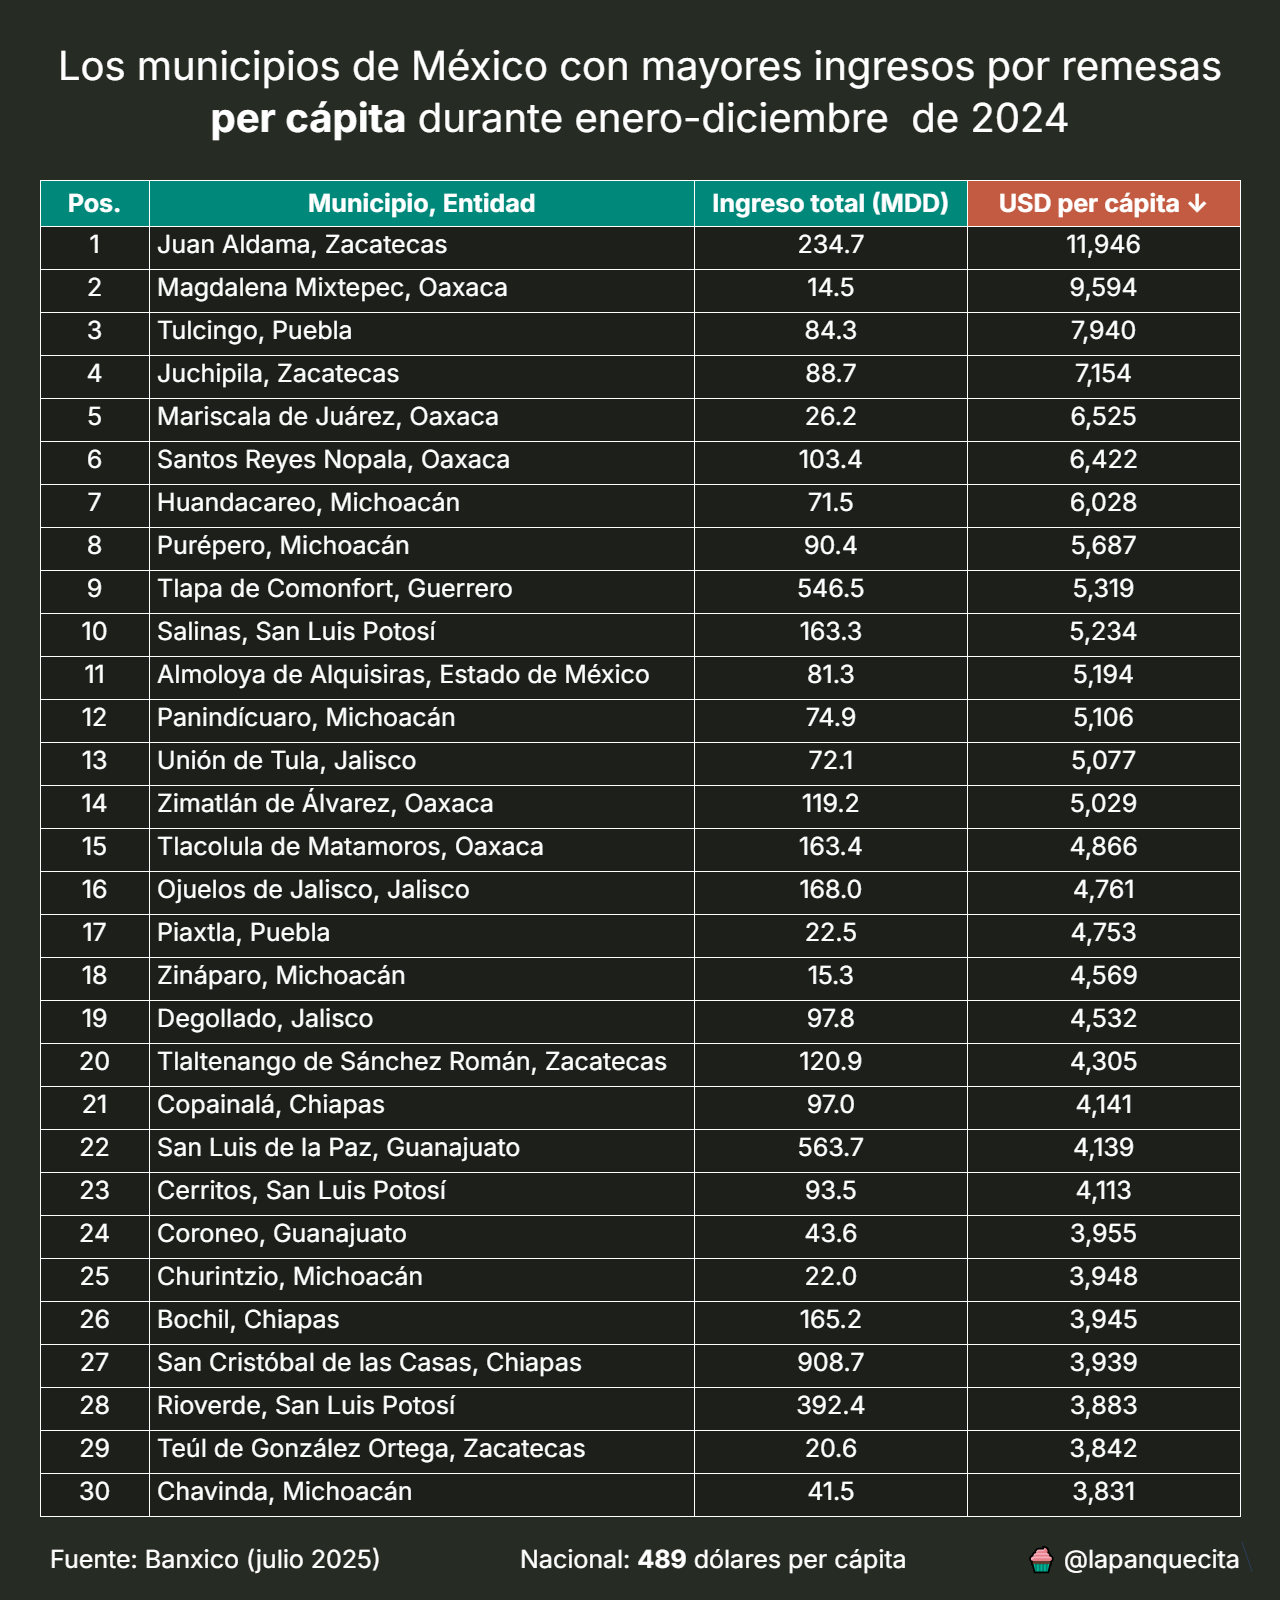 Los municipios de México con mayores ingresos por remesas
per cápita durante enero-diciembre  de 2024
Pos. Municipio, Entidad Ingreso total (MDD) USD per cápita ↓
1 Juan Aldama, Zacatecas 234.7 11,946
2 Magdalena Mixtepec, Oaxaca 14.5 9,594
3 Tulcingo, Puebla 84.3 7,940
4 Juchipila, Zacatecas 88.7 7,154
5 Mariscala de Juárez, Oaxaca 26.2 6,525
6 Santos Reyes Nopala, Oaxaca 103.4 6,422
7 Huandacareo, Michoacán 71.5 6,028
8 Purépero, Michoacán 90.4 5,687
9 Tlapa de Comonfort, Guerrero 546.5 5,319
10 Salinas, San Luis Potosí 163.3 5,234
11 Almoloya de Alquisiras, Estado de México 81.3 5,194
12 Panindícuaro, Michoacán 74.9 5,106
13 Unión de Tula, Jalisco 72.1 5,077
14 Zimatlán de Álvarez, Oaxaca 119.2 5,029
15 Tlacolula de Matamoros, Oaxaca 163.4 4,866
16 Ojuelos de Jalisco, Jalisco 168.0 4,761
17 Piaxtla, Puebla 22.5 4,753
18 Zináparo, Michoacán 15.3 4,569
19 Degollado, Jalisco 97.8 4,532
20 Tlaltenango de Sánchez Román, Zacatecas 120.9 4,305
21 Copainalá, Chiapas 97.0 4,141
22 San Luis de la Paz, Guanajuato 563.7 4,139
23 Cerritos, San Luis Potosí 93.5 4,113
24 Coroneo, Guanajuato 43.6 3,955
25 Churintzio, Michoacán 22.0 3,948
26 Bochil, Chiapas 165.2 3,945
27 San Cristóbal de las Casas, Chiapas 908.7 3,939
28 Rioverde, San Luis Potosí 392.4 3,883
29 Teúl de González Ortega, Zacatecas 20.6 3,842
30 Chavinda, Michoacán 41.5 3,831
Fuente: Banxico (julio 2025) Nacional: 489 dólares per cápita @lapanquecita